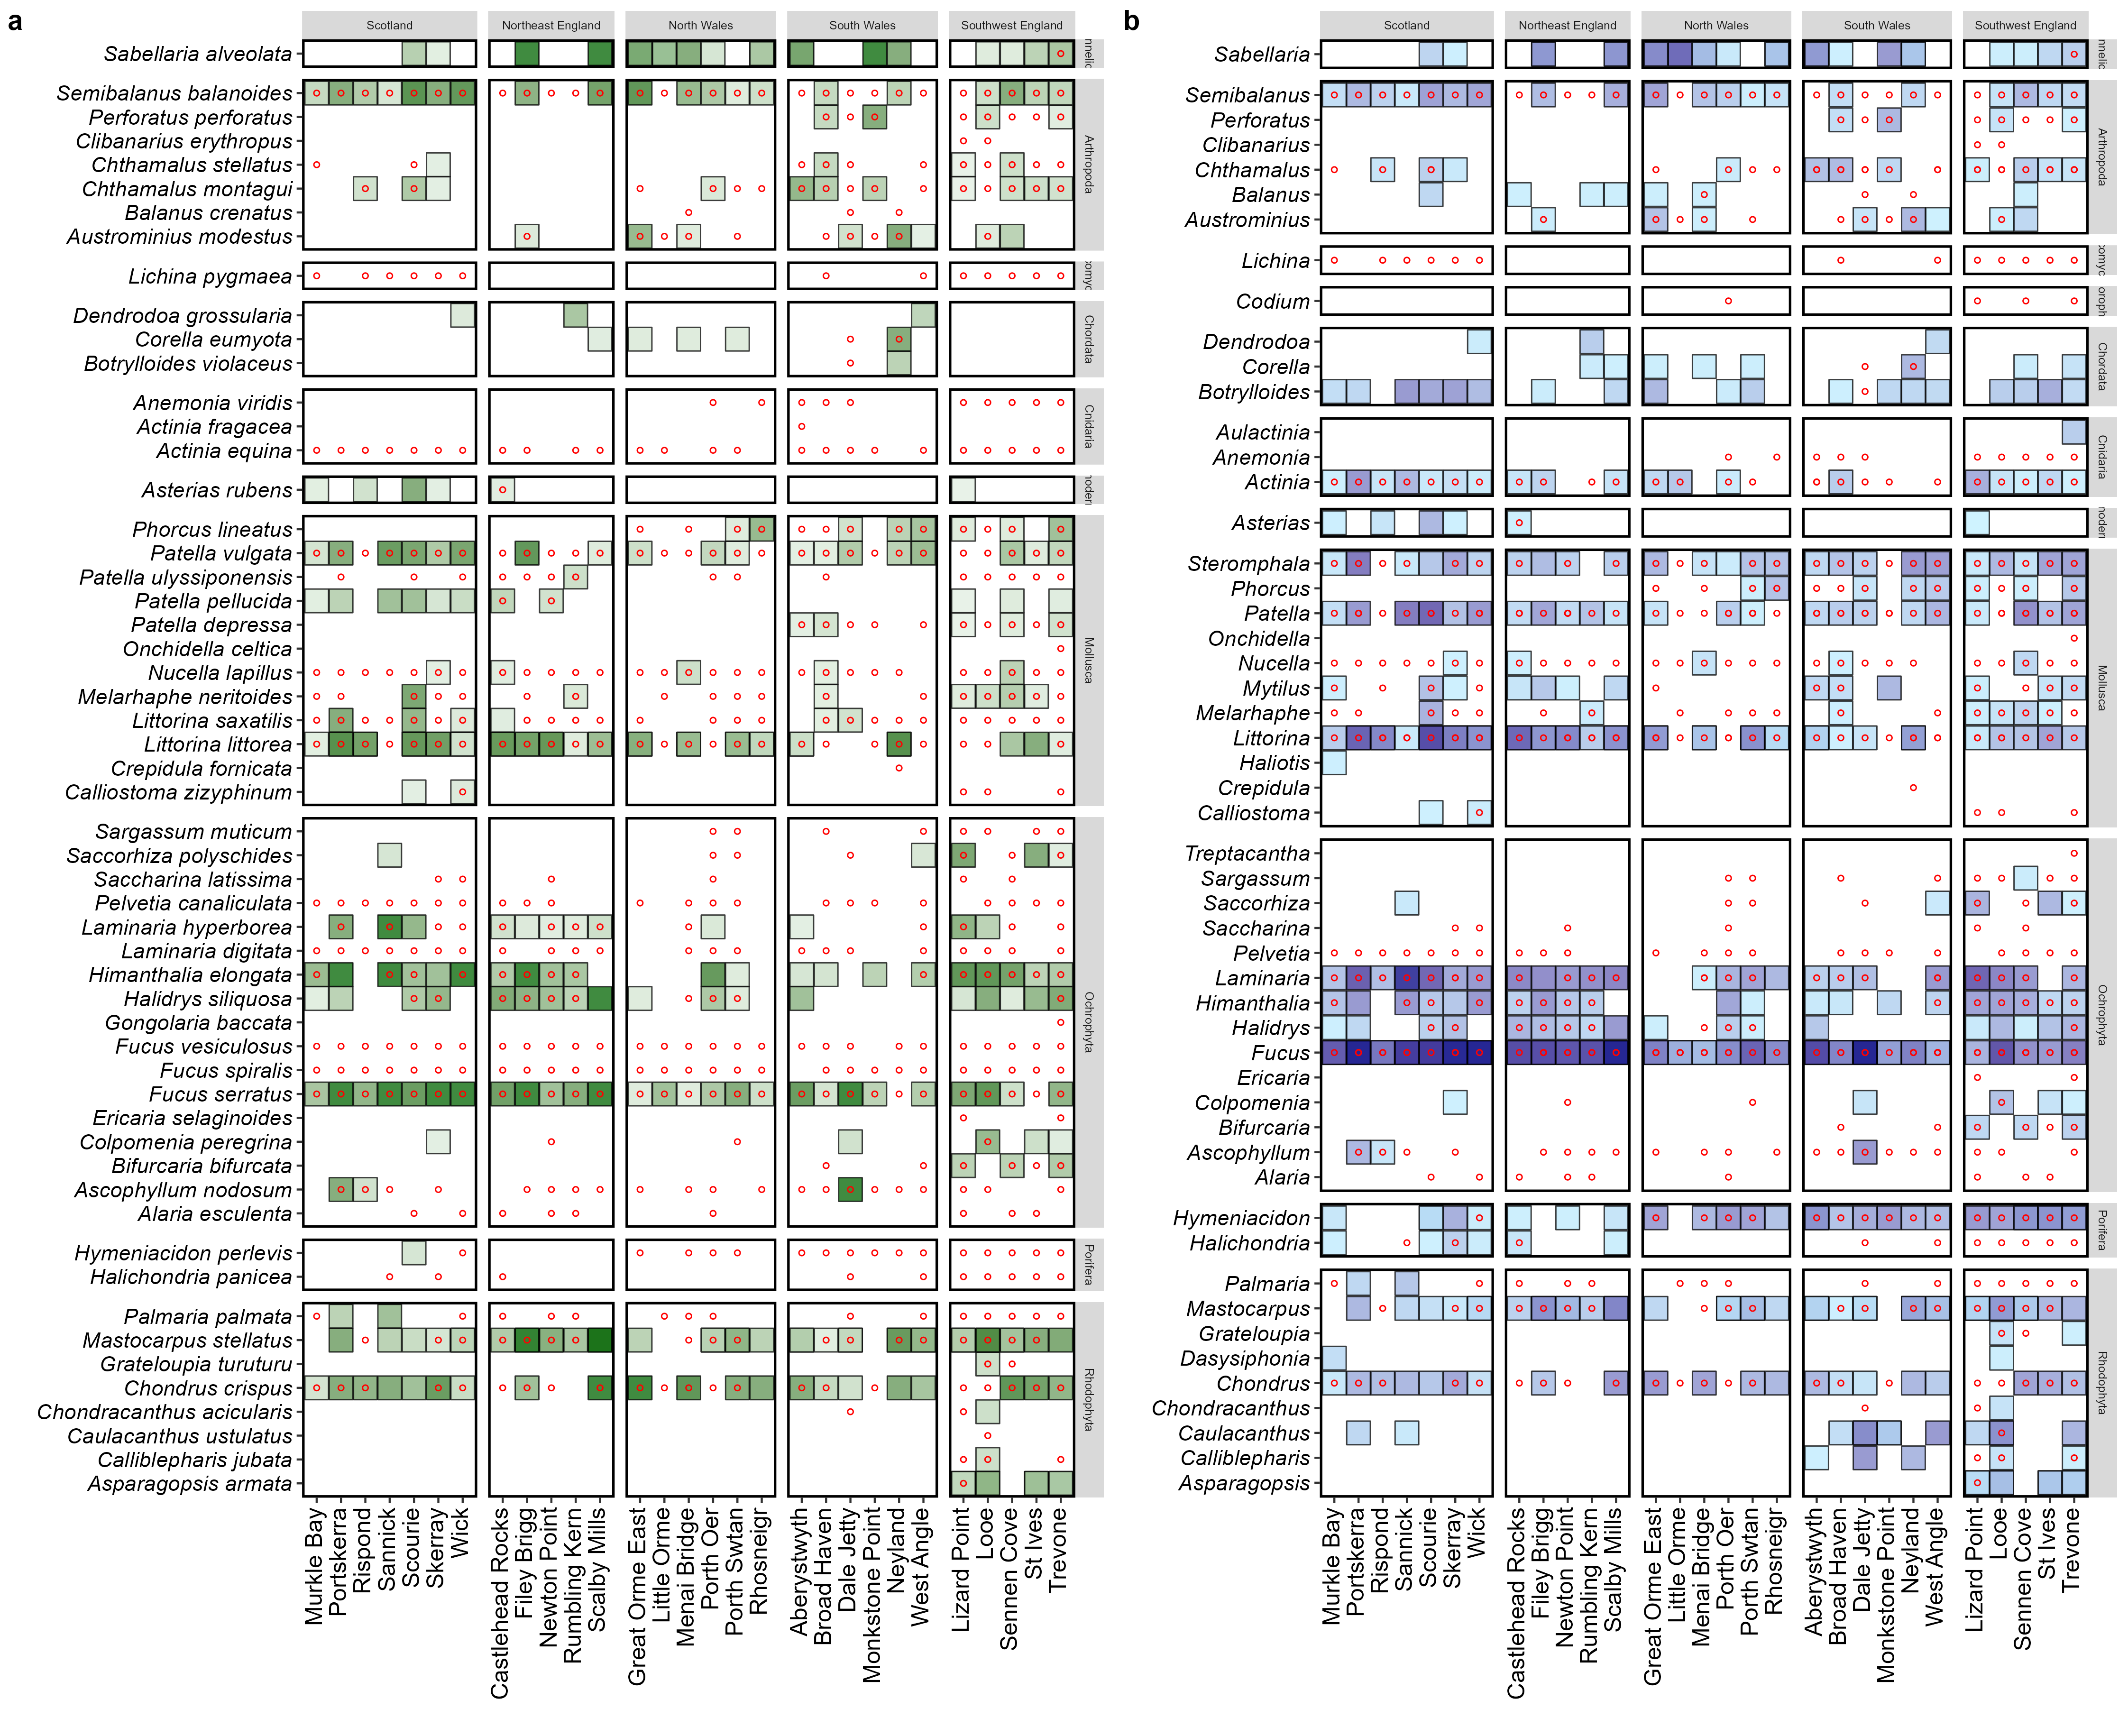 a
Scotland
Northeast England
North Wales
South Wales
Southwest England
Sabellaria alveolata
Semibalanus balanoides
Perforatus perforatus
Clibanarius erythropus
Chthamalus stellatus
Chthamalus montagui
Balanus crenatus
Austrominius modestus
Arthropoda
Lichina pygmaea
Dendrodoa grossularia
Corella eumyota
Botrylloides violaceus
Chordata
Anemonia viridis
Actinia fragacea
Actinia equina
Cnidaria
Asterias rubens
Phorcus lineatus
Patella vulgata
Patella ulyssiponensis
Patella pellucida
Patella depressa
Onchidella celtica
Nucella lapillus
Melarhaphe neritoides
Littorina saxatilis
Littorina littorea
Crepidula fornicata
Calliostoma zizyphinum
Mollusca
Sargassum muticum
Saccorhiza polyschides
Saccharina latissima
Pelvetia canaliculata
Laminaria hyperborea
Laminaria digitata
Himanthalia elongata
Halidrys siliquosa
Gongolaria baccata
Fucus vesiculosus
Fucus spiralis
Fucus serratus
Ericaria selaginoides
Colpomenia peregrina
Bifurcaria bifurcata
Ascophyllum nodosum
Alaria esculenta
Ochrophyta
Hymeniacidon perlevis
Halichondria panicea
Porifera
Palmaria palmata
Mastocarpus stellatus
Grateloupia turuturu
Chondrus crispus
Chondracanthus acicularis
Caulacanthus ustulatus
Calliblepharis jubata
Asparagopsis armata
Rhodophyta
Murkle Bay
Portskerra
Rispond
Sannick
Scourie
Skerray
Wick
Castlehead Rocks
Filey Brigg
Newton Point
Rumbling Kern
Scalby Mills
Great Orme East
Little Orme
Menai Bridge
Porth Oer
Porth Swtan
Rhosneigr
Aberystwyth
Broad Haven
Dale Jetty
Monkstone Point
Neyland
West Angle
Lizard Point
Looe
Sennen Cove
St Ives
Trevone
b
Scotland
Northeast England
North Wales
South Wales
Southwest England
Sabellaria
Semibalanus
Perforatus
Clibanarius
Chthamalus
Balanus
Austrominius
Arthropoda
Lichina
Codium
Dendrodoa
Corella
Botrylloides
Chordata
Aulactinia
Anemonia
Actinia
Cnidaria
Asterias
Steromphala
Phorcus
Patella
Onchidella
Nucella
Mytilus
Melarhaphe
Littorina
Haliotis
Crepidula
Calliostoma
Mollusca
Treptacantha
Sargassum
Saccorhiza
Saccharina
Pelvetia
Laminaria
Himanthalia
Halidrys
Fucus
Ericaria
Colpomenia
Bifurcaria
Ascophyllum
Alaria
Ochrophyta
Hymeniacidon
Halichondria
Porifera
Palmaria
Mastocarpus
Grateloupia
Dasysiphonia
Chondrus
Chondracanthus
Caulacanthus
Calliblepharis
Asparagopsis
Rhodophyta
Murkle Bay
Portskerra
Rispond
Sannick
Scourie
Skerray
Wick
Castlehead Rocks
Filey Brigg
Newton Point
Rumbling Kern
Scalby Mills
Great Orme East
Little Orme
Menai Bridge
Porth Oer
Porth Swtan
Rhosneigr
Aberystwyth
Broad Haven
Dale Jetty
Monkstone Point
Neyland
West Angle
Lizard Point
Looe
Sennen Cove
St Ives
Trevone